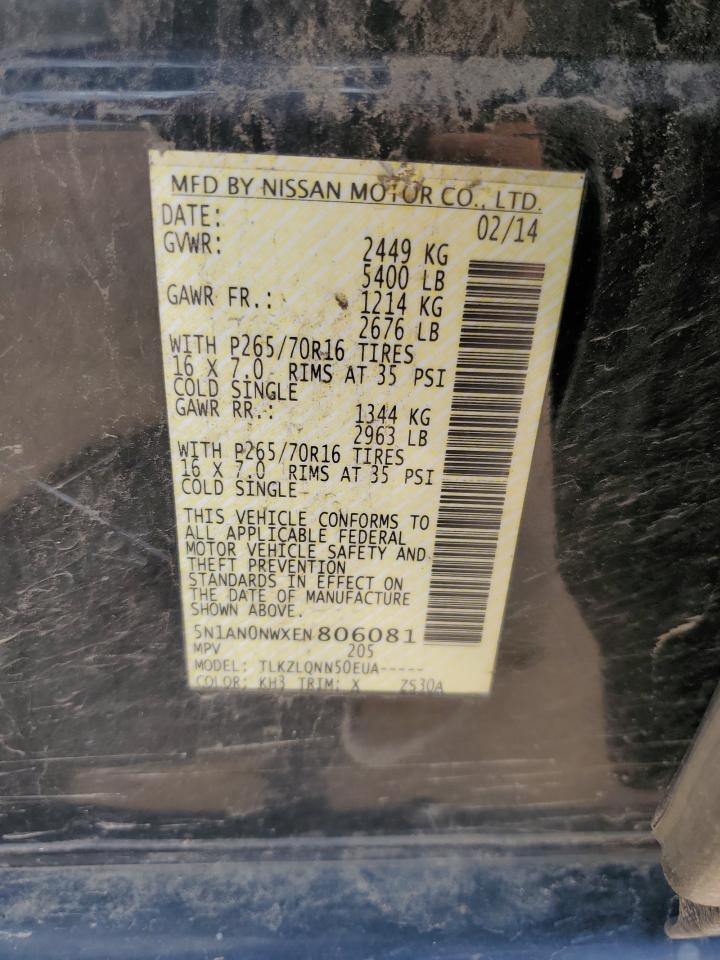 MFD BY NISSAN MOTOR CO., LTD.
DATE: 02/14
GVWR: 2449 KG
5400 LB
GAWR FR.: 1214 KG
2676 LB
WITH P265/70R16 TIRES
16 X 7.0 RIMS AT 35 PSI
COLD SINGLE
GAWR RR.: 1344 KG
2963 LB
WITH P265/70R16 TIRES
16 X 7.0 RIMS AT 35 PSI
COLD SINGLE
THIS VEHICLE CONFORMS TO
ALL APPLICABLE FEDERAL
MOTOR VEHICLE SAFETY AND
THEFT PREVENTION
STANDARDS IN EFFECT ON
THE DATE OF MANUFACTURE
SHOWN ABOVE.
5N1AN0NWXEN806081
MPV 205
MODEL: TLKZLQNN50EUA-----
COLOR: KH3 TRIM: X ZS30A